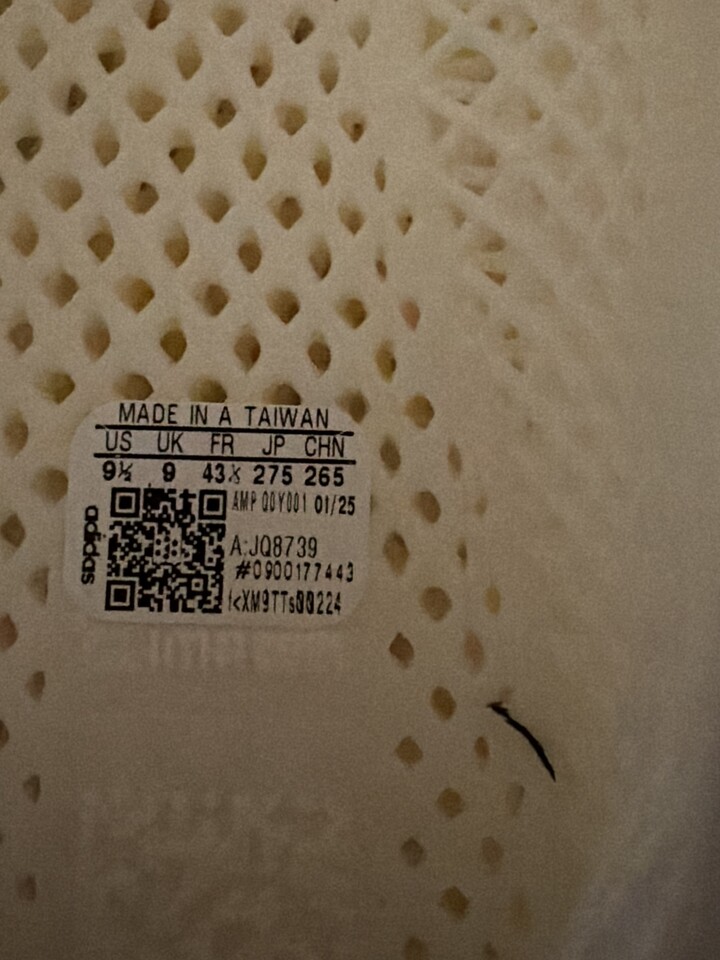 MADE IN A TAIWAN
US UK FR JP CHN
9½ 9 43⅓ 275 265
AMP 00Y001 01/25
A:JQ8739
#0900177443
adidas